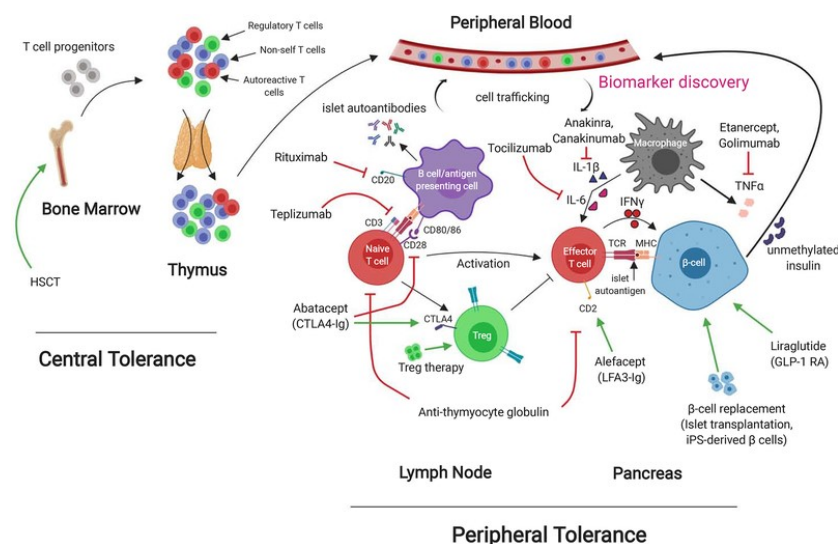 Peripheral Blood
Regulatory T cells
T cell progenitors
Non-self T cells
Autoreactive T
cells
Biomarker discovery
cell trafficking
islet autoantibodies
Anakinra,
Canakinumab
Etanercept,
Golimumab
Tocilizumab
Macrophage
IL-1β
Rituximab
CD20
B cell/antigen
presenting cell
TNFα
IL-6
IFNγ
Teplizumab
CD3
CD80/86
CD28
Bone Marrow
Thymus
Naive
T cell
Activation
Effector
T cell
TCR
MHC
β-cell
islet
autoantigen
unmethylated
insulin
HSCT
CD2
Abatacept
(CTLA4-Ig)
CTLA4
Treg
Treg therapy
Central Tolerance
Alefacept
(LFA3-Ig)
Liraglutide
(GLP-1 RA)
Anti-thymyocyte globulin
β-cell replacement
(Islet transplantation,
iPS-derived β cells)
Lymph Node
Pancreas
Peripheral Tolerance